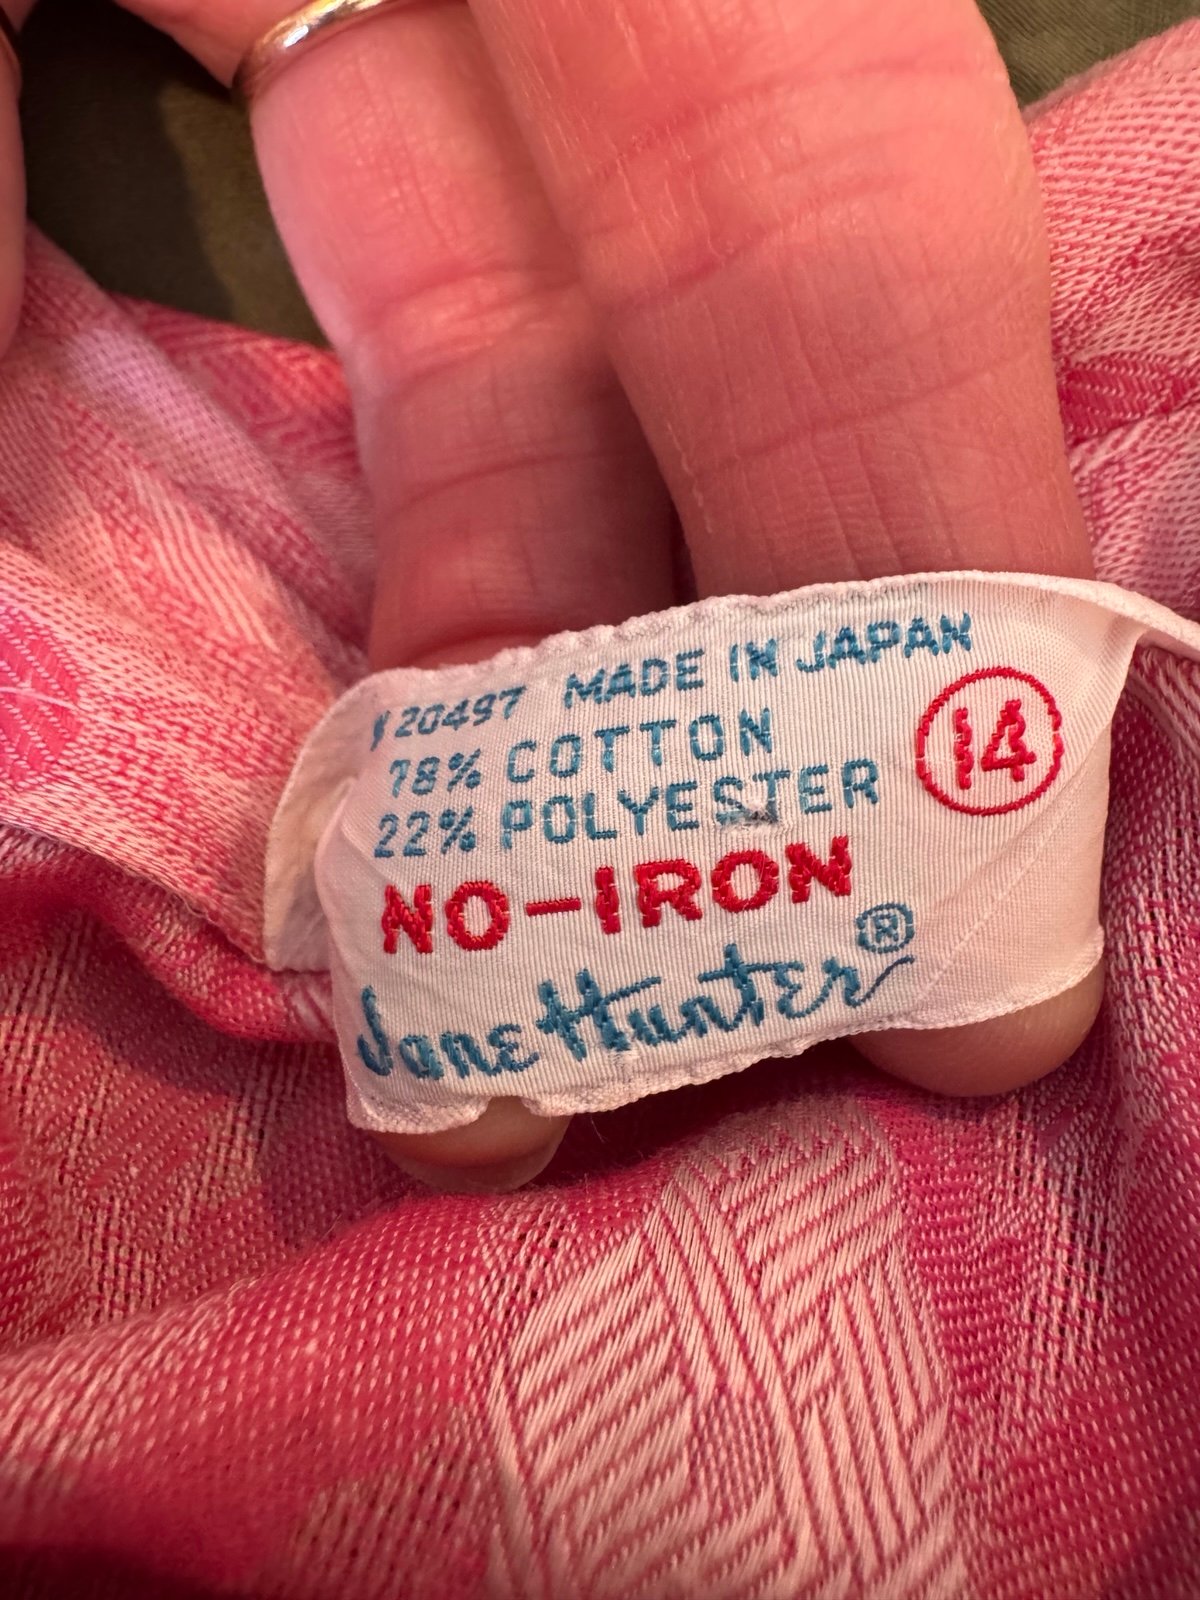 20497 MADE IN JAPAN
78% COTTON
22% POLYESTER
14
NO-IRON
Jane Hunter®